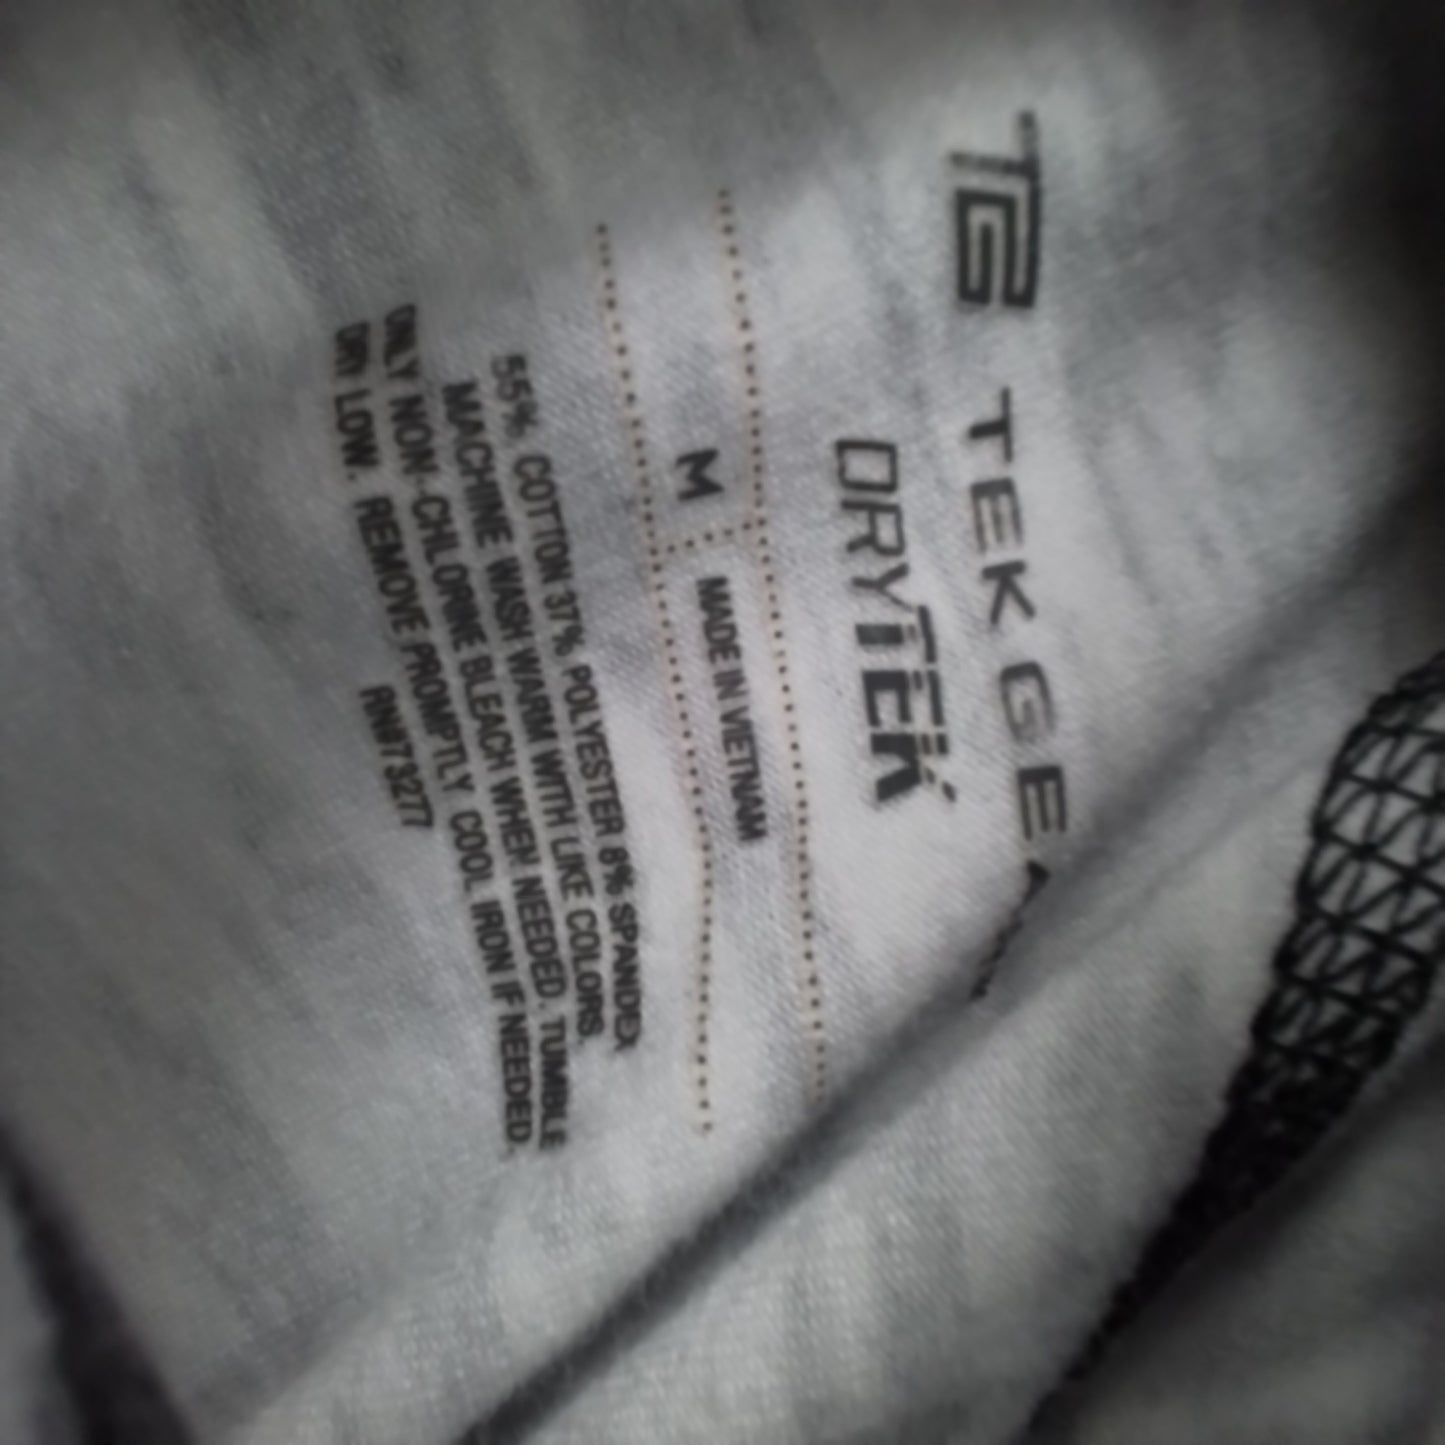 TG
TEK GEA
DRYTEK
M
MADE IN VIETNAM
55% COTTON 37% POLYESTER 8% SPANDEX
MACHINE WASH WARM WITH LIKE COLORS.
ONLY NON-CHLORINE BLEACH WHEN NEEDED. TUMBLE
DRY LOW. REMOVE PROMPTLY. COOL IRON IF NEEDED.
RN#73277